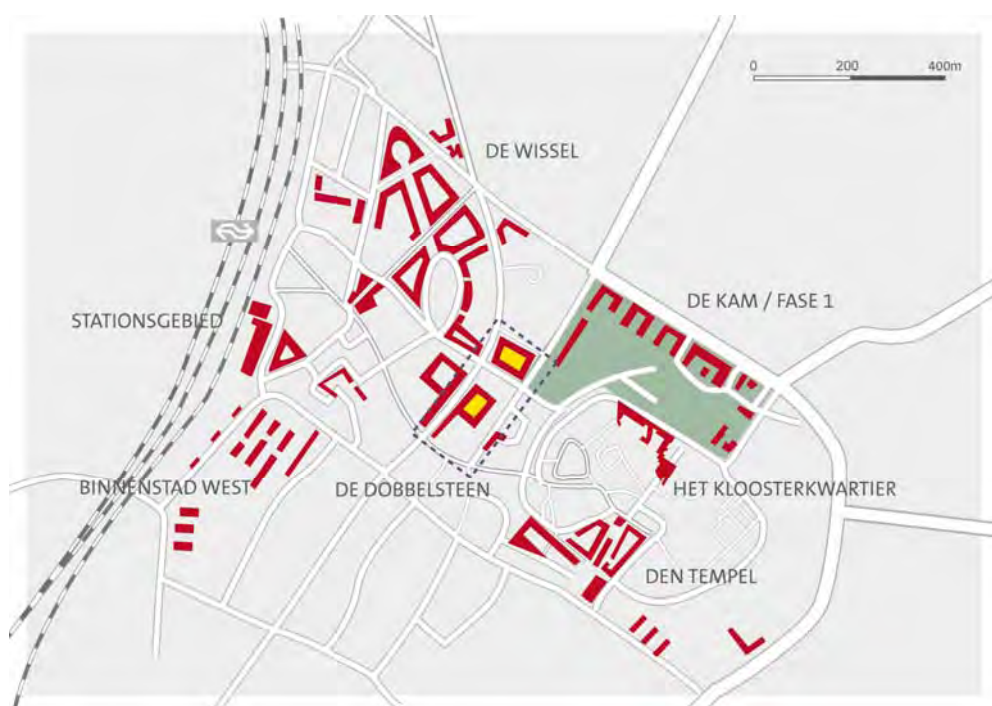 0 200 400m
DE WISSEL
DE KAM / FASE 1
STATIONSGEBIED
BINNENSTAD WEST
DE DOBBELSTEEN
HET KLOOSTERKWARTIER
DEN TEMPEL